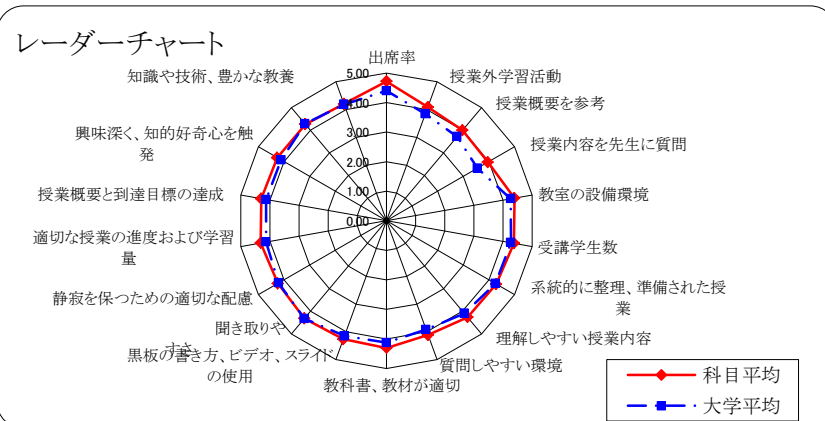 レーダーチャート
出席率
授業外学習活動
授業概要を参考
授業内容を先生に質問
教室の設備環境
受講学生数
系統的に整理、準備された授
業
理解しやすい授業内容
質問しやすい環境
教科書、教材が適切
黒板の書き方、ビデオ、スライド
の使用
聞き取りや
すさ
静寂を保つための適切な配慮
適切な授業の進度および学習
量
授業概要と到達目標の達成
興味深く、知的好奇心を触
発
知識や技術、豊かな教養
5.00
4.00
3.00
2.00
1.00
0.00
科目平均
大学平均